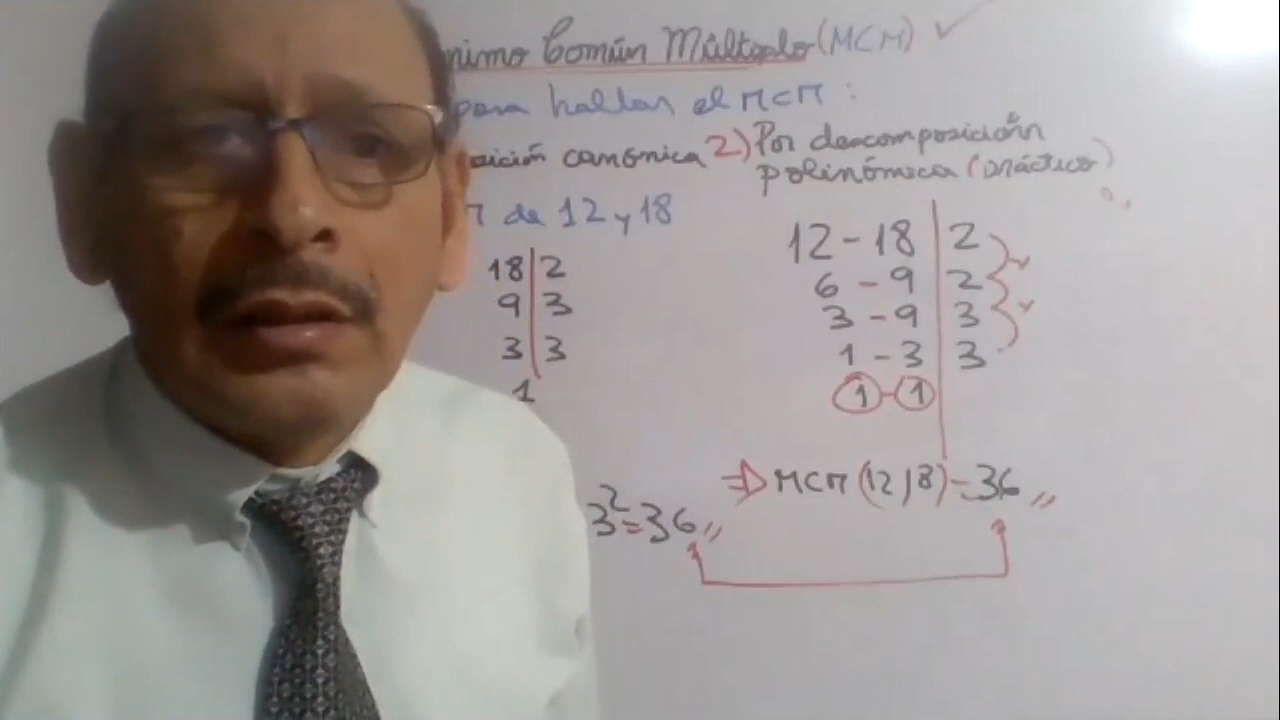 nimo Común Múltiplo (MCM) ✓
para hallar el MCM :
sición canónica 2) Por descomposición
polinómica (práctico)
de 12 y 18
18 | 2
9 | 3
3 | 3
1
3² = 36 ,,
12 - 18 | 2
6 - 9 | 2
3 - 9 | 3
1 - 3 | 3
1 - 1
⇒ MCM (12,18) = 36 ,,